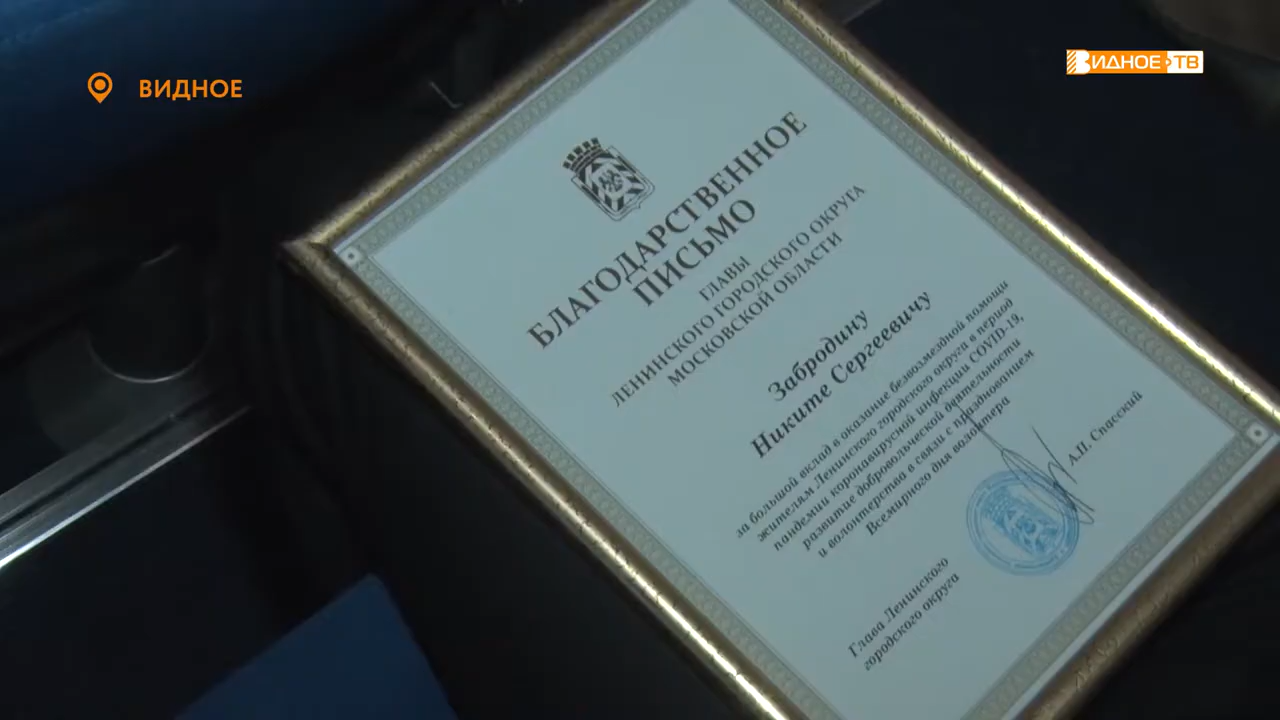 ВИДНОЕ
ВИДНОЕ ТВ
БЛАГОДАРСТВЕННОЕ
ПИСЬМО
ГЛАВЫ
ЛЕНИНСКОГО ГОРОДСКОГО ОКРУГА
МОСКОВСКОЙ ОБЛАСТИ
Забродину
Никите Сергеевичу
за большой вклад в оказание безвозмездной помощи
жителям Ленинского городского округа в период
пандемии коронавирусной инфекции COVID-19,
развитие добровольческой деятельности
и волонтерства в связи с празднованием
Всемирного дня волонтера
Глава Ленинского
городского округа
А.П. Спасский